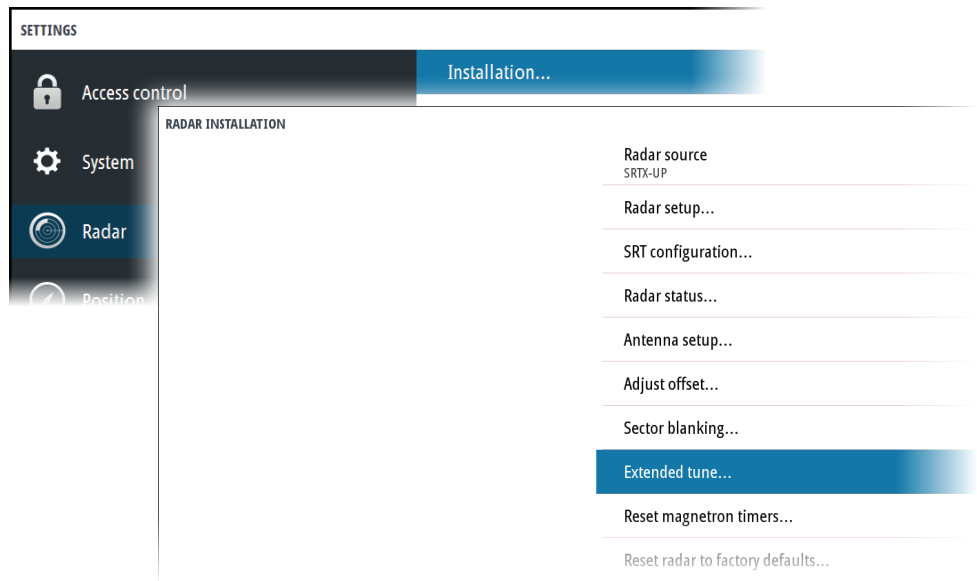 SETTINGS
Installation...
Access control
RADAR INSTALLATION
System
Radar
Position
Radar source
SRTX-UP
Radar setup...
SRT configuration...
Radar status...
Antenna setup...
Adjust offset...
Sector blanking...
Extended tune...
Reset magnetron timers...
Reset radar to factory defaults...